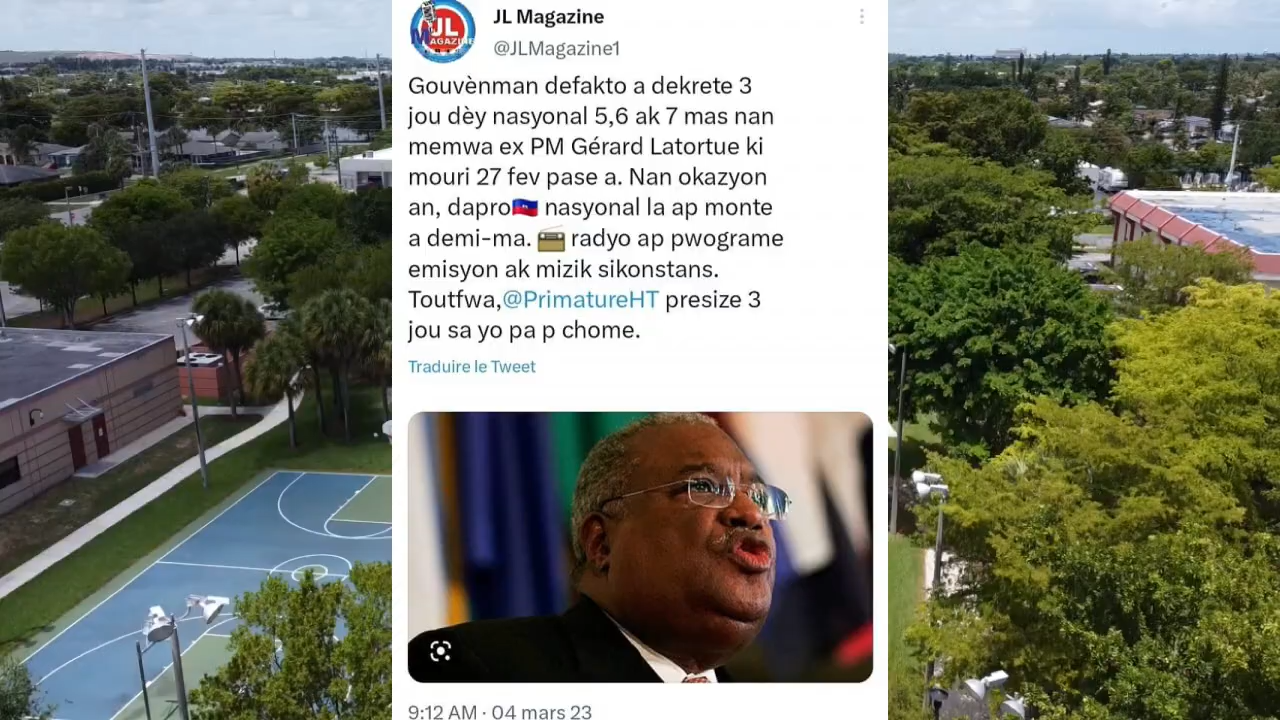 JL
MAGAZINE
JL Magazine
@JLMagazine1
Gouvènman defakto a dekrete 3
jou dèy nasyonal 5,6 ak 7 mas nan
memwa ex PM Gérard Latortue ki
mouri 27 fev pase a. Nan okazyon
an, dapro🇭🇹 nasyonal la ap monte
a demi-ma. 📻 radyo ap pwograme
emisyon ak mizik sikonstans.
Toutfwa,@PrimatureHT presize 3
jou sa yo pa p chome.
Traduire le Tweet
9:12 AM · 04 mars 23